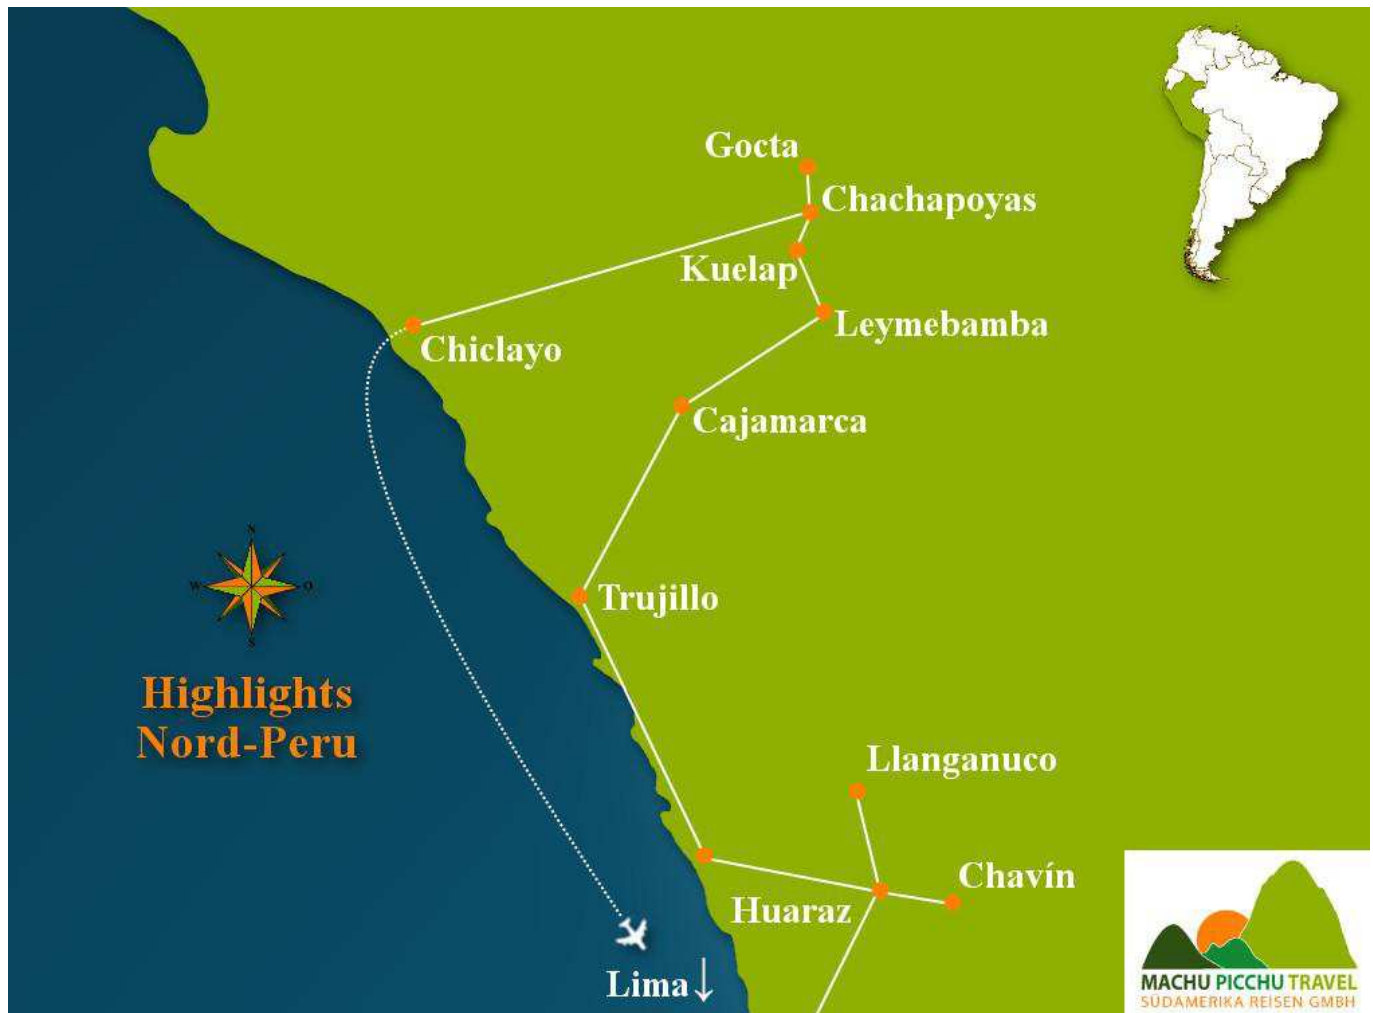 Gocta
Chachapoyas
Kuelap
Leymebamba
Chiclayo
Cajamarca
N
W
O
S
Trujillo
Highlights
Nord-Peru
Llanganuco
Chavín
Huaraz
Lima
MACHU PICCHU TRAVEL
SÜDAMERIKA REISEN GMBH